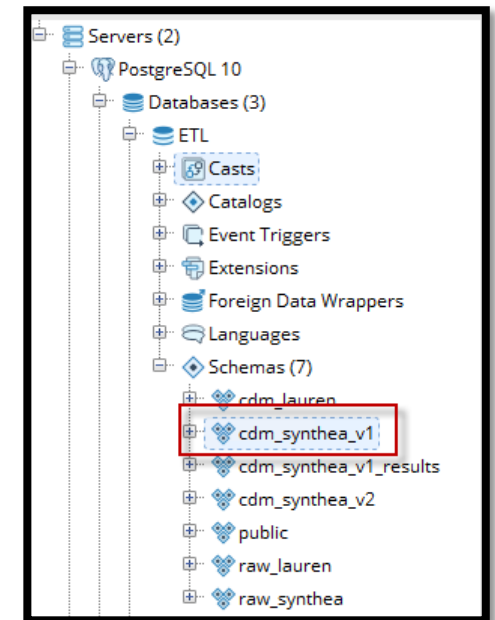 Servers (2)
PostgreSQL 10
Databases (3)
ETL
Casts
Catalogs
Event Triggers
Extensions
Foreign Data Wrappers
Languages
Schemas (7)
cdm_lauren
cdm_synthea_v1
cdm_synthea_v1_results
cdm_synthea_v2
public
raw_lauren
raw_synthea